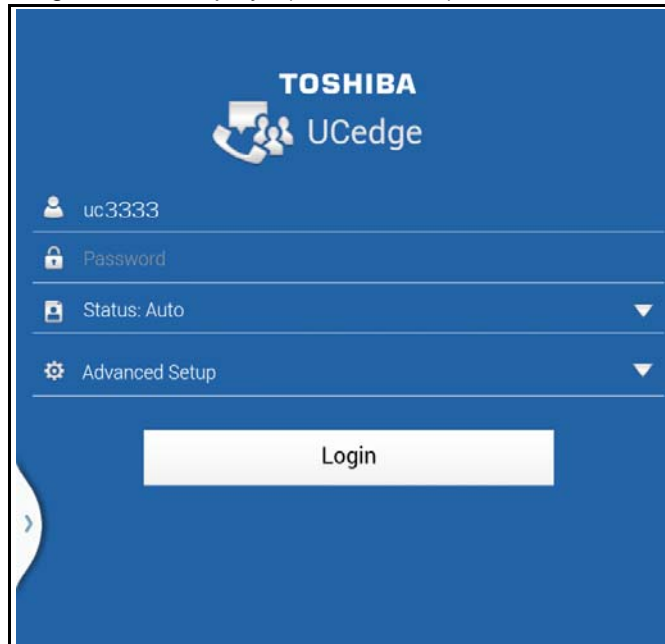 TOSHIBA
UCedge
uc3333
Password
Status: Auto
Advanced Setup
Login